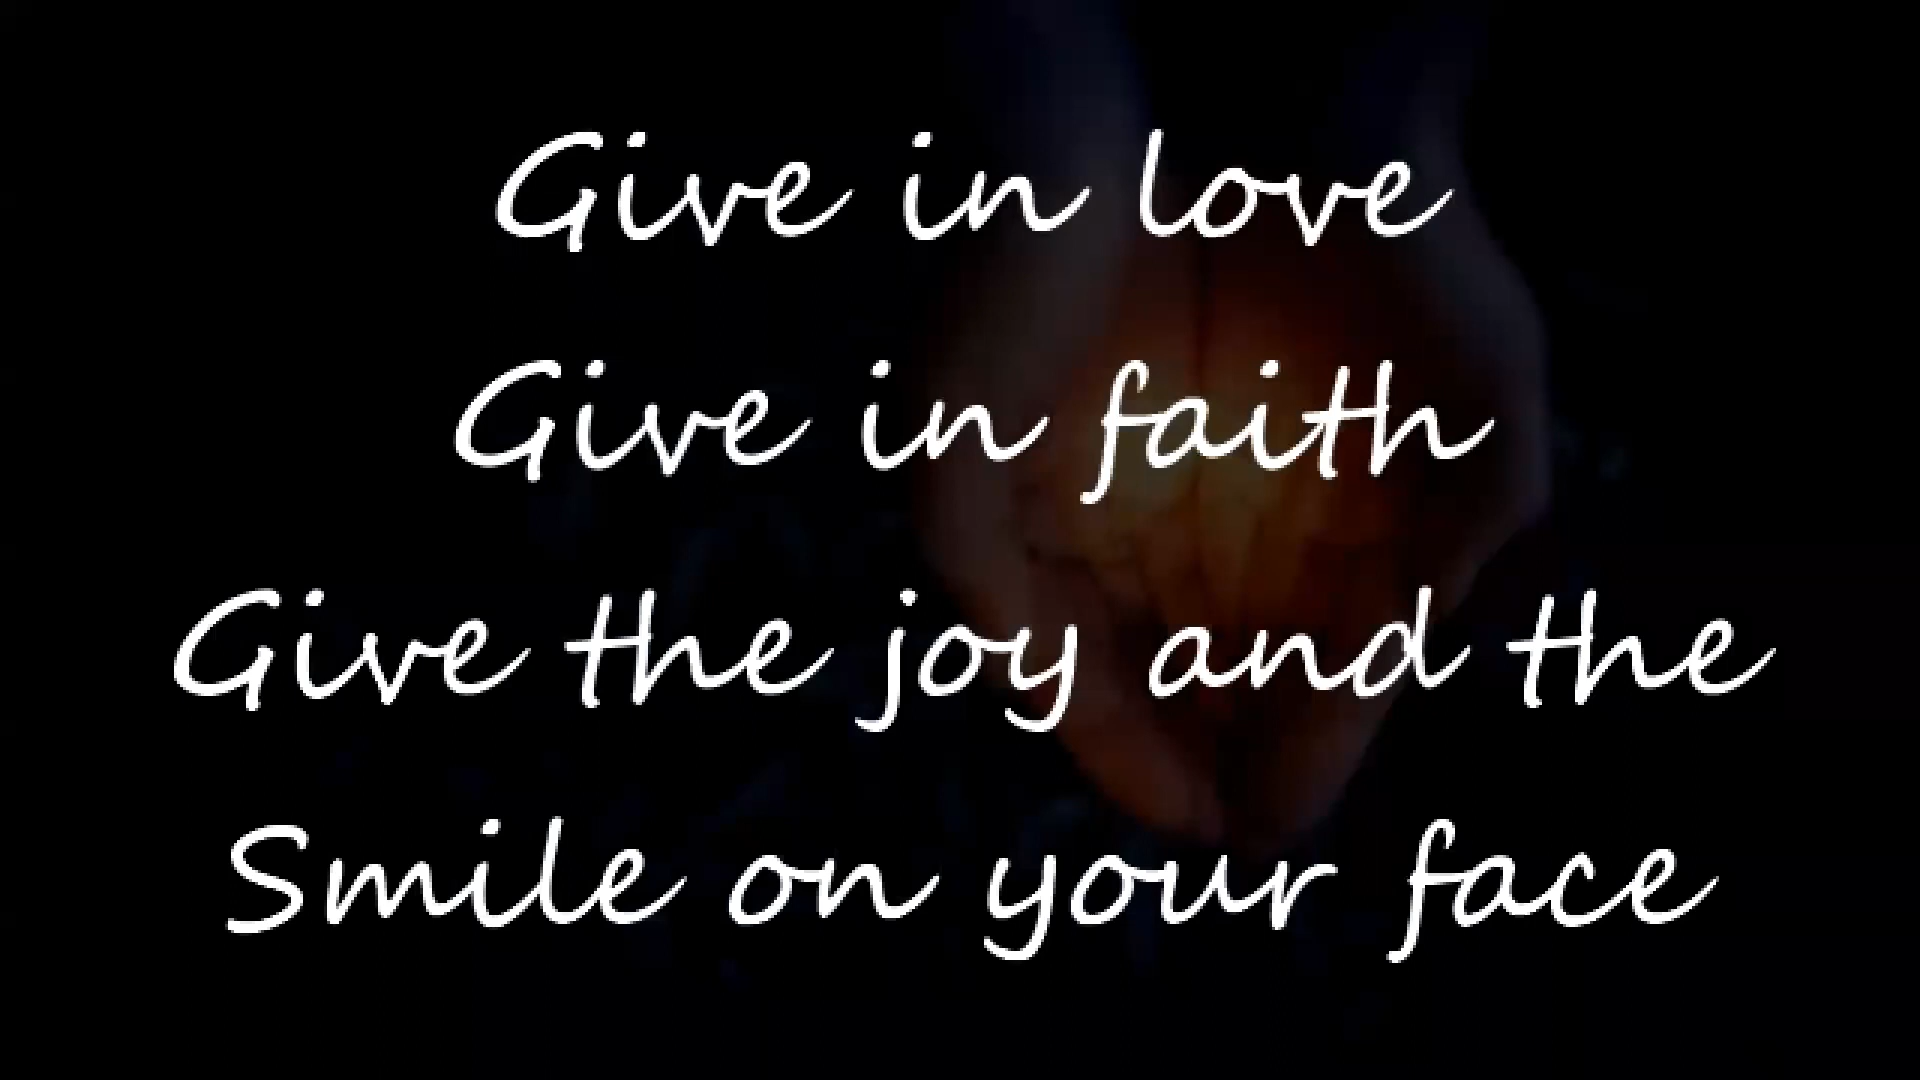 Give in love
Give in faith
Give the joy and the
Smile on your face